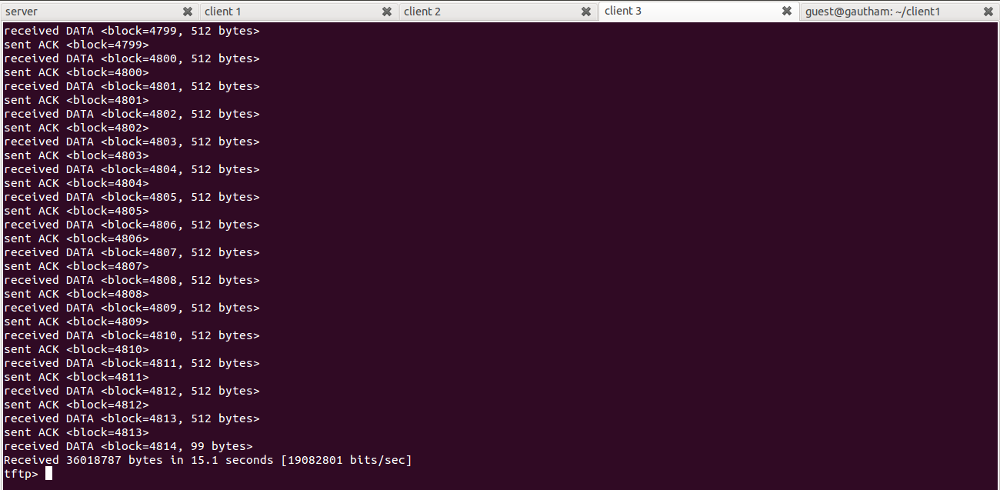 server client 1 client 2 client 3 guest@gautham: ~/client1
received DATA <block=4799, 512 bytes>
sent ACK <block=4799>
received DATA <block=4800, 512 bytes>
sent ACK <block=4800>
received DATA <block=4801, 512 bytes>
sent ACK <block=4801>
received DATA <block=4802, 512 bytes>
sent ACK <block=4802>
received DATA <block=4803, 512 bytes>
sent ACK <block=4803>
received DATA <block=4804, 512 bytes>
sent ACK <block=4804>
received DATA <block=4805, 512 bytes>
sent ACK <block=4805>
received DATA <block=4806, 512 bytes>
sent ACK <block=4806>
received DATA <block=4807, 512 bytes>
sent ACK <block=4807>
received DATA <block=4808, 512 bytes>
sent ACK <block=4808>
received DATA <block=4809, 512 bytes>
sent ACK <block=4809>
received DATA <block=4810, 512 bytes>
sent ACK <block=4810>
received DATA <block=4811, 512 bytes>
sent ACK <block=4811>
received DATA <block=4812, 512 bytes>
sent ACK <block=4812>
received DATA <block=4813, 512 bytes>
sent ACK <block=4813>
received DATA <block=4814, 99 bytes>
Received 36018787 bytes in 15.1 seconds [19082801 bits/sec]
tftp>